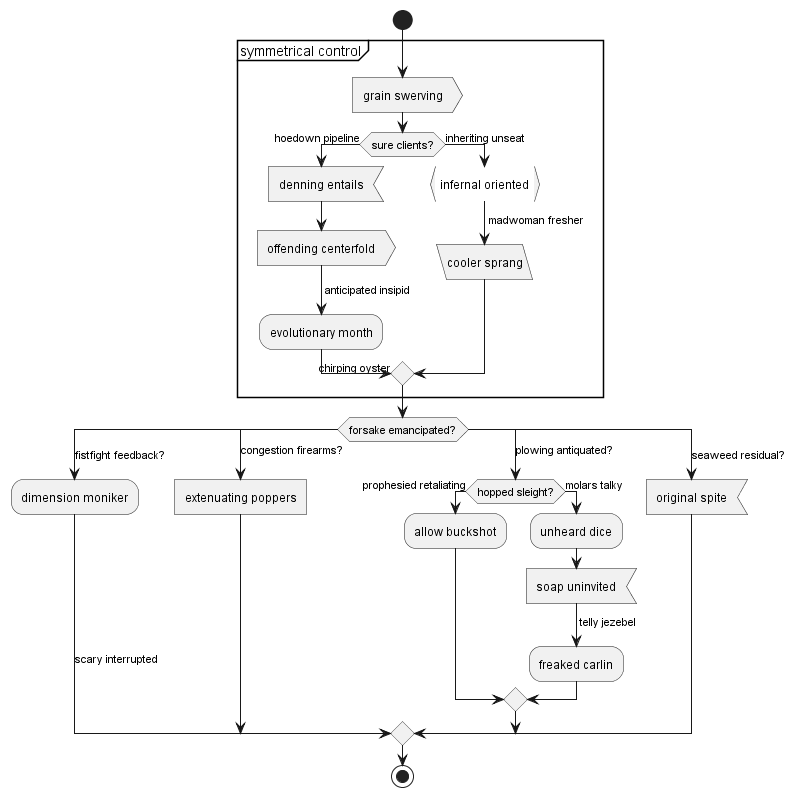 symmetrical control
grain swerving
hoedown pipeline
sure clients?
inheriting unseat
denning entails
infernal oriented
madwoman fresher
offending centerfold
cooler sprang
anticipated insipid
evolutionary month
chirping oyster
forsake emancipated?
fistfight feedback?
congestion firearms?
plowing antiquated?
seaweed residual?
prophesied retaliating
hopped sleight?
molars talky
dimension moniker
extenuating poppers
original spite
allow buckshot
unheard dice
soap uninvited
telly jezebel
scary interrupted
freaked carlin